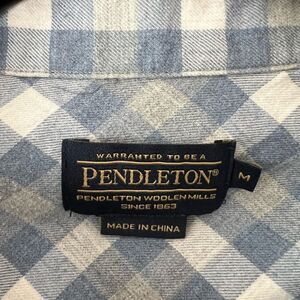 WARRANTED TO BE A
PENDLETON®
PENDLETON WOOLEN MILLS
SINCE 1863
M
MADE IN CHINA